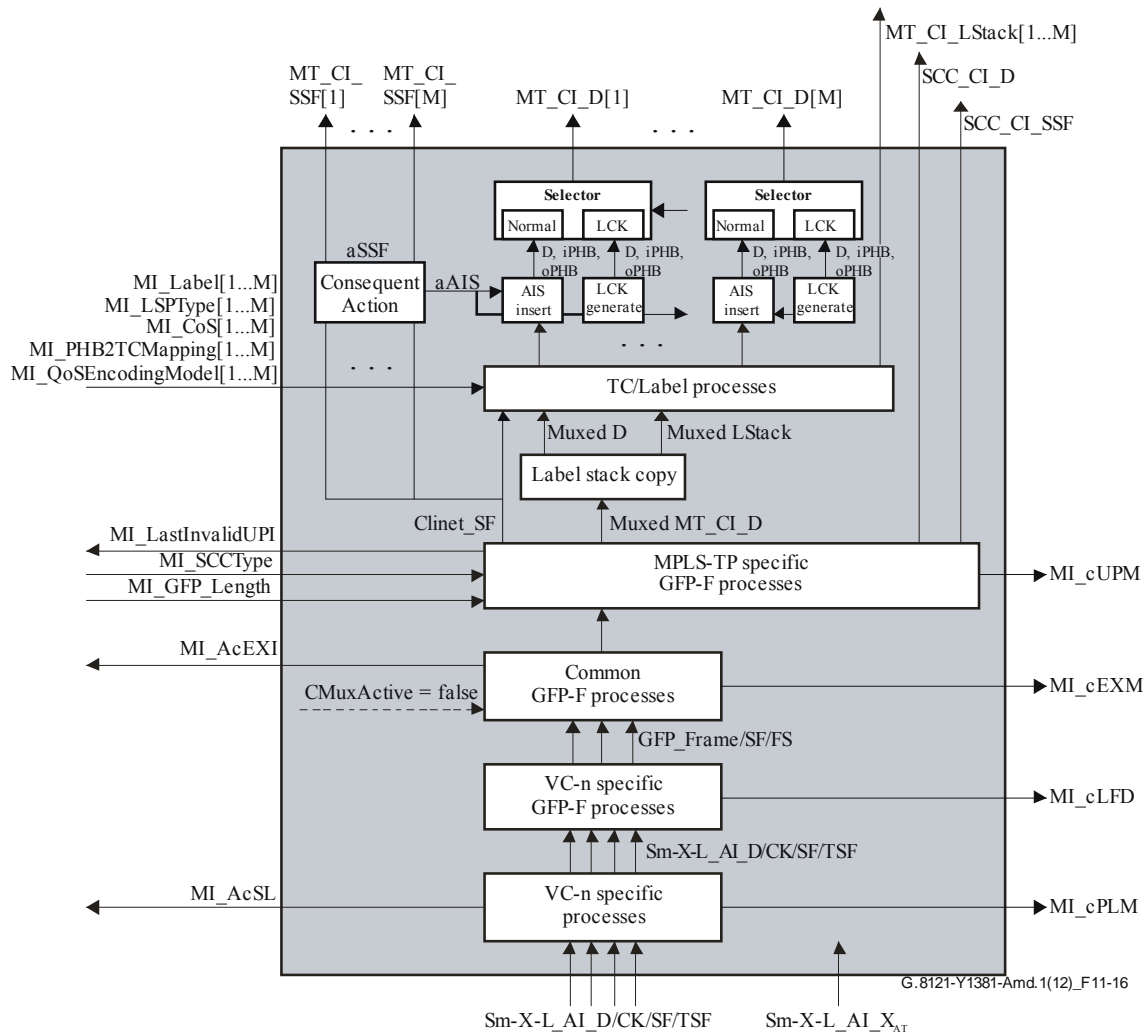 MT_CI_LStack[1...M]
MT_CI_
SSF[1]
MT_CI_
SSF[M]
SCC_CI_D
MT_CI_D[1]
MT_CI_D[M]
SCC_CI_SSF
. . .
. . .
Selector
Normal
LCK
Selector
Normal
LCK
D, iPHB,
oPHB
D, iPHB,
oPHB
D, iPHB,
oPHB
D, iPHB,
oPHB
aSSF
Consequent
Action
aAIS
AIS
insert
LCK
generate
AIS
insert
LCK
generate
MI_Label[1...M]
MI_LSPType[1...M]
MI_CoS[1...M]
MI_PHB2TCMapping[1...M]
MI_QoSEncodingModel[1...M]
. . .
. . .
TC/Label processes
Muxed D
Muxed LStack
Label stack copy
Clinet_SF
Muxed MT_CI_D
MI_LastInvalidUPI
MI_SCCType
MI_GFP_Length
MPLS-TP specific
GFP-F processes
MI_cUPM
MI_AcEXI
CMuxActive = false
Common
GFP-F processes
MI_cEXM
GFP_Frame/SF/FS
VC-n specific
GFP-F processes
MI_cLFD
Sm-X-L_AI_D/CK/SF/TSF
MI_AcSL
VC-n specific
processes
MI_cPLM
G.8121-Y1381-Amd.1(12)_F11-16
Sm-X-L_AI_D/CK/SF/TSF
Sm-X-L_AI_X_AT